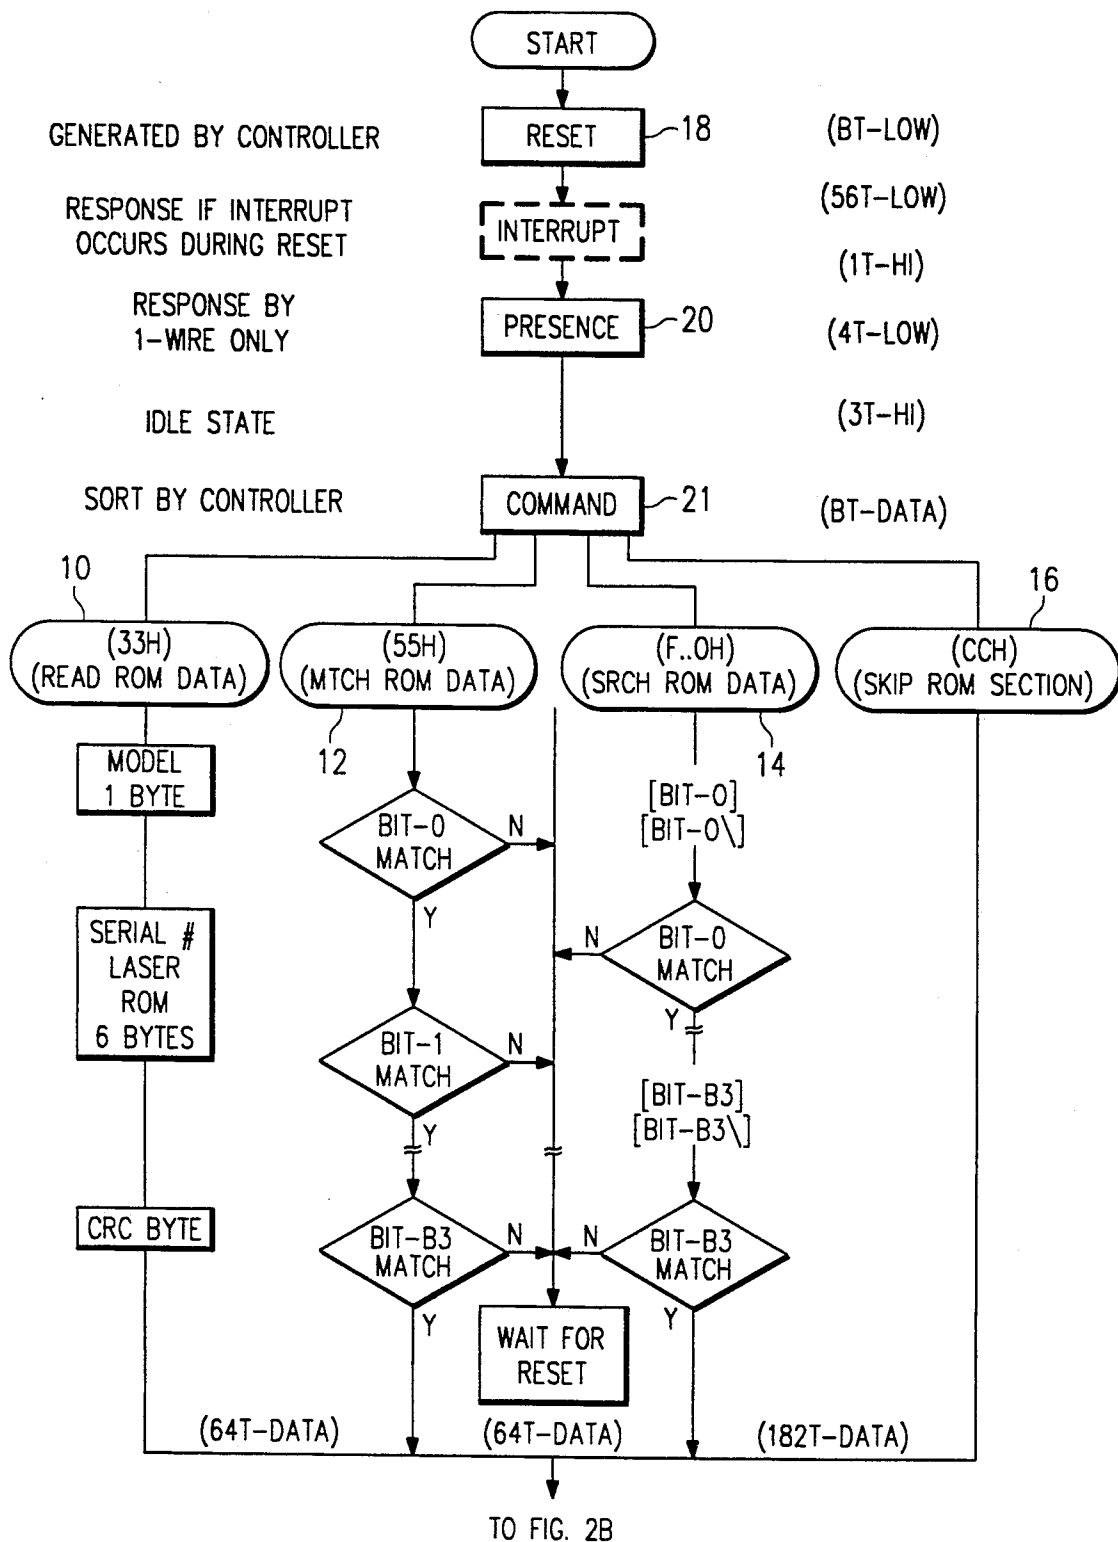 START
GENERATED BY CONTROLLER
RESET
18
(BT-LOW)
RESPONSE IF INTERRUPT
OCCURS DURING RESET
INTERRUPT
(56T-LOW)
(1T-HI)
RESPONSE BY
1-WIRE ONLY
PRESENCE
20
(4T-LOW)
IDLE STATE
(3T-HI)
SORT BY CONTROLLER
COMMAND
21
(BT-DATA)
10
(33H)
(READ ROM DATA)
(55H)
(MTCH ROM DATA)
12
(F..0H)
(SRCH ROM DATA)
14
16
(CCH)
(SKIP ROM SECTION)
MODEL
1 BYTE
SERIAL #
LASER
ROM
6 BYTES
CRC BYTE
BIT-0
MATCH
N
Y
BIT-1
MATCH
N
Y
BIT-B3
MATCH
N
Y
[BIT-0]
[BIT-0\]
BIT-0
MATCH
N
Y
[BIT-B3]
[BIT-B3\]
BIT-B3
MATCH
N
Y
WAIT FOR
RESET
(64T-DATA)
(64T-DATA)
(182T-DATA)
TO FIG. 2B